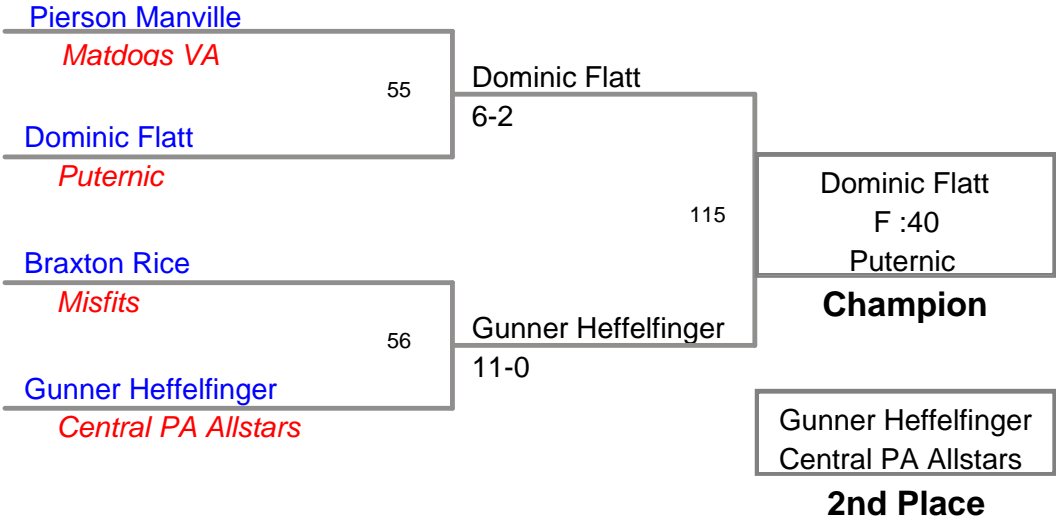 Pierson Manville
Matdogs VA
55
Dominic Flatt
6-2
Dominic Flatt
Puternic
115
Dominic Flatt
F :40
Puternic
Champion
Braxton Rice
Misfits
56
Gunner Heffelfinger
11-0
Gunner Heffelfinger
Central PA Allstars
Gunner Heffelfinger
Central PA Allstars
2nd Place